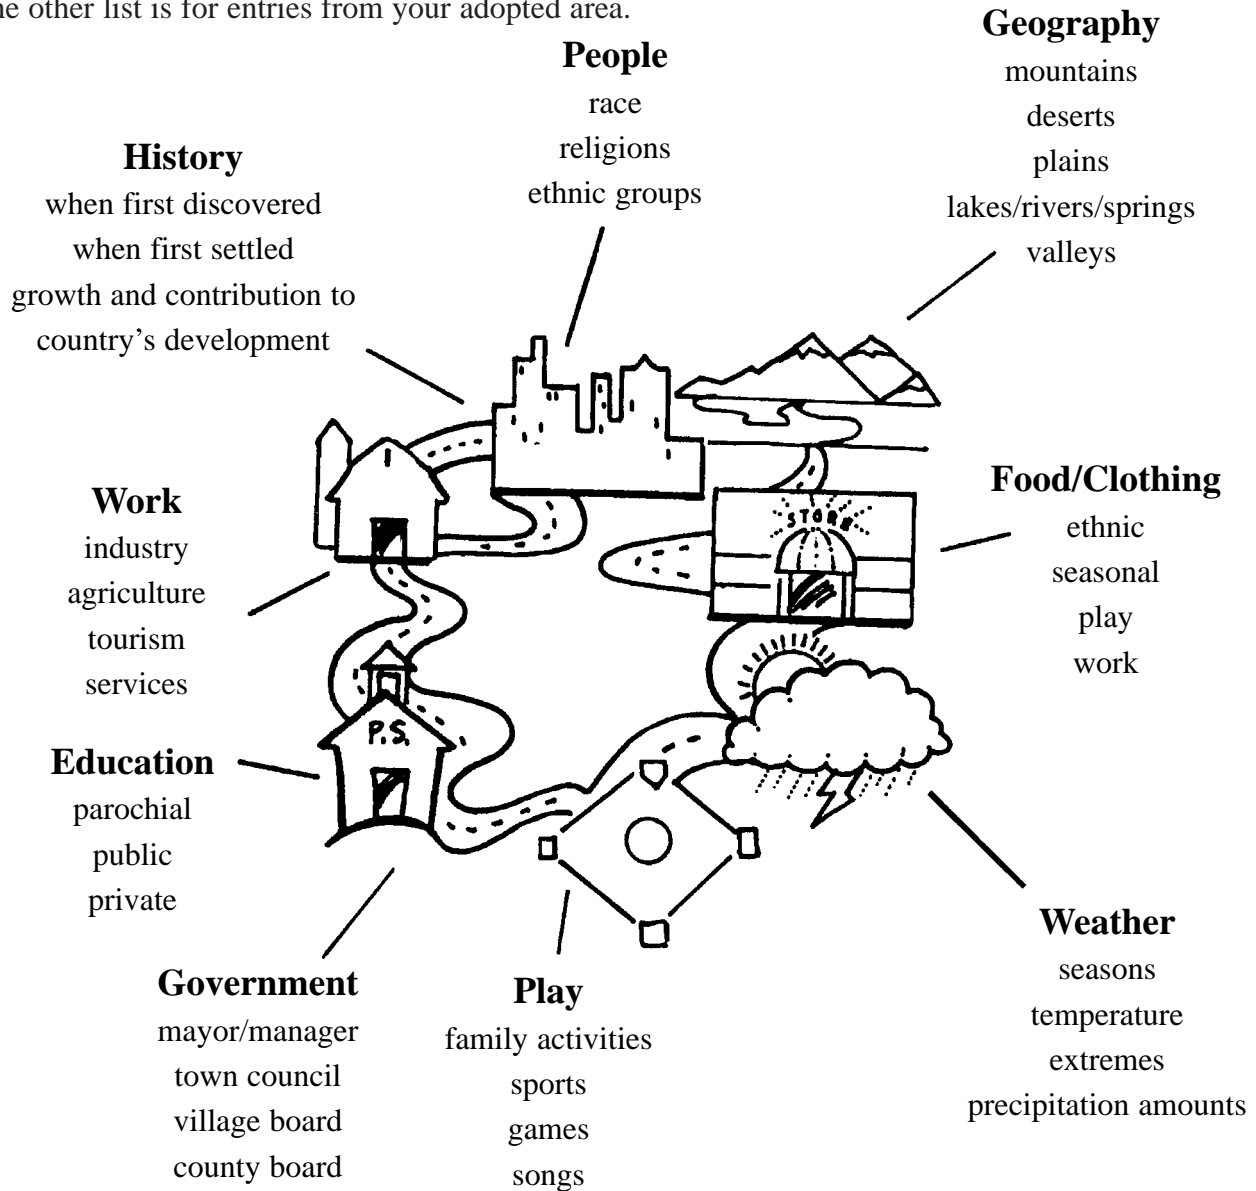 ne other list is for entries from your adopted area.
People
race
religions
ethnic groups
Geography
mountains
deserts
plains
lakes/rivers/springs
valleys
History
when first discovered
when first settled
growth and contribution to
country’s development
Work
industry
agriculture
tourism
services
STORE
Food/Clothing
ethnic
seasonal
play
work
P.S.
Education
parochial
public
private
Government
mayor/manager
town council
village board
county board
Play
family activities
sports
games
songs
Weather
seasons
temperature
extremes
precipitation amounts